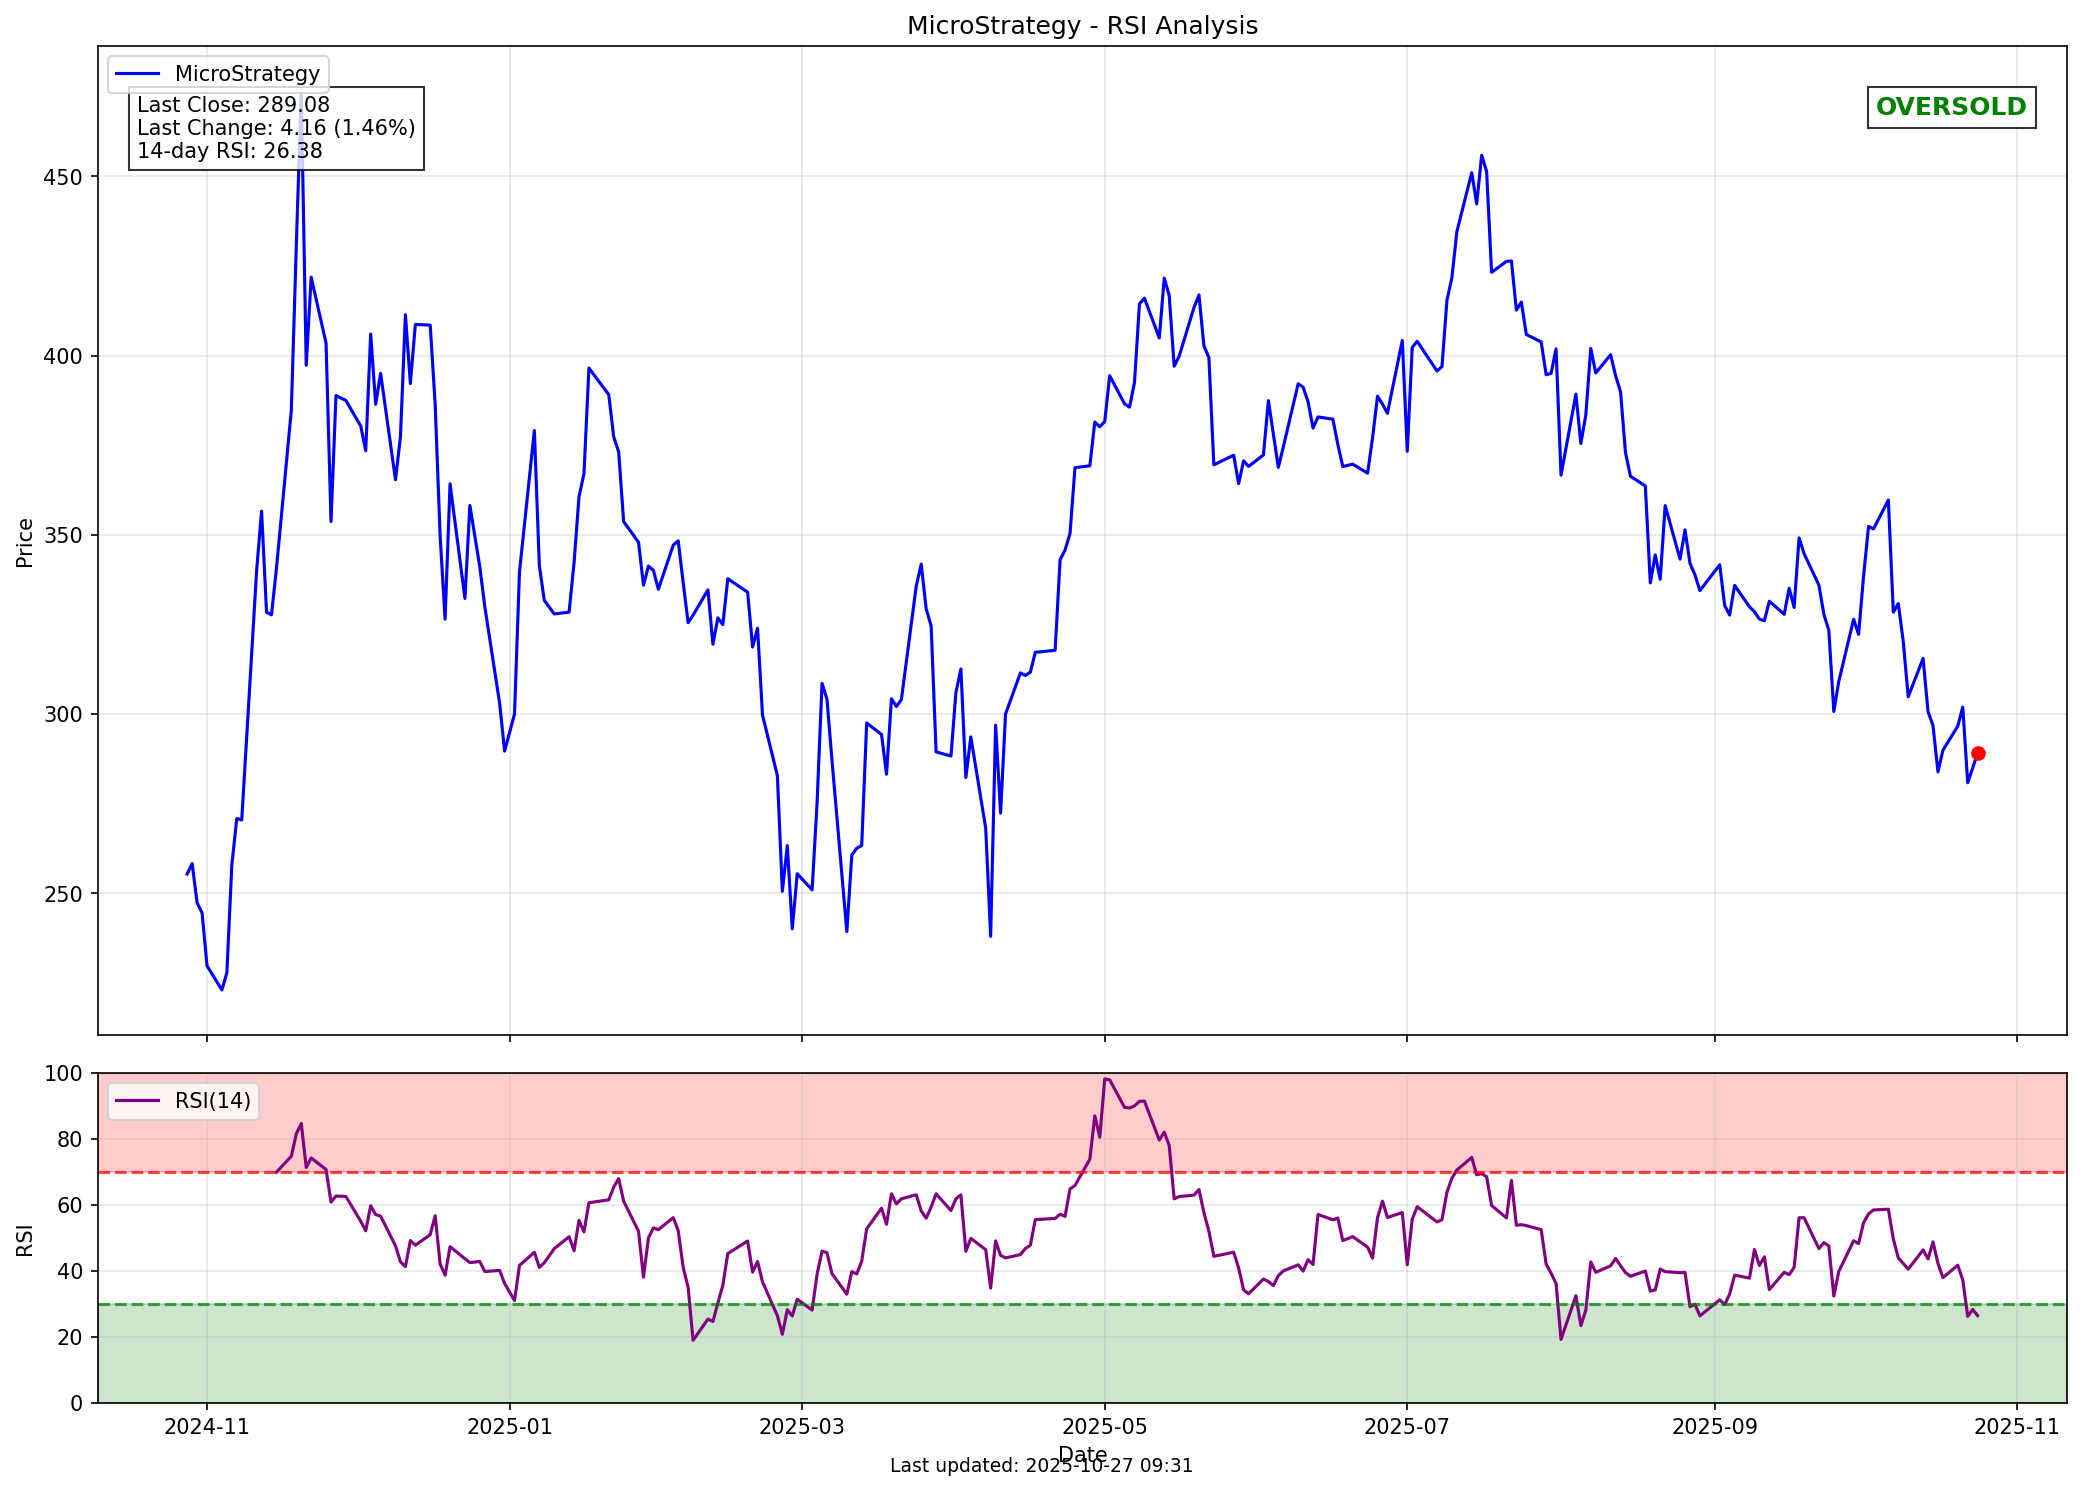 MicroStrategy - RSI Analysis
MicroStrategy
Last Close: 289.08
Last Change: 4.16 (1.46%)
14-day RSI: 26.38
OVERSOLD
Price
450
400
350
300
250
RSI(14)
RSI
100
80
60
40
20
0
2024-11
2025-01
2025-03
2025-05
2025-07
2025-09
2025-11
Date
Last updated: 2025-10-27 09:31